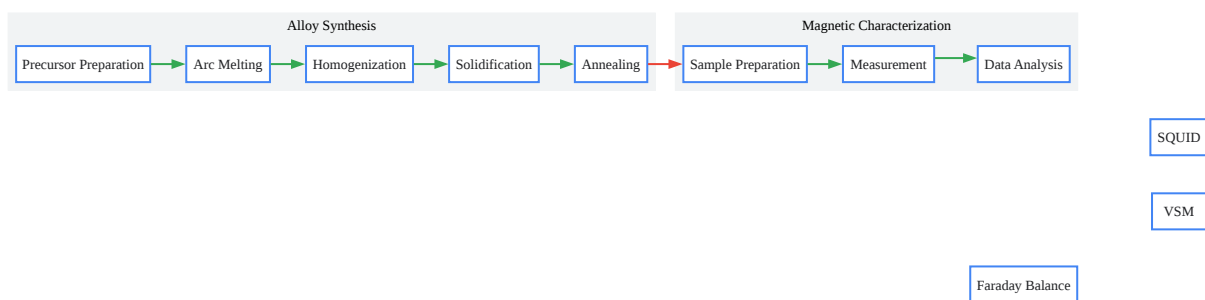 Alloy Synthesis
Magnetic Characterization
Precursor Preparation
Arc Melting
Homogenization
Solidification
Annealing
Sample Preparation
Measurement
Data Analysis
SQUID
VSM
Faraday Balance